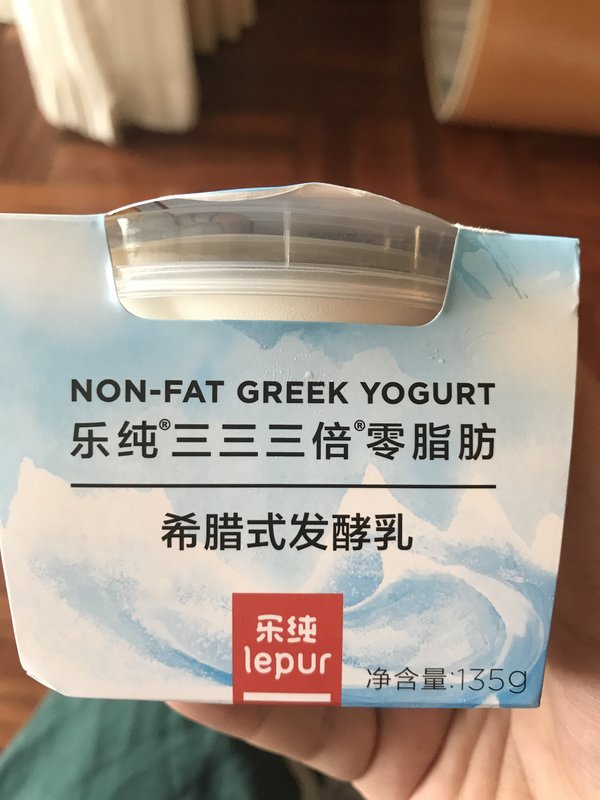 NON-FAT GREEK YOGURT
乐纯®三三三倍®零脂肪
希腊式发酵乳
乐纯
lepur
净含量:135g